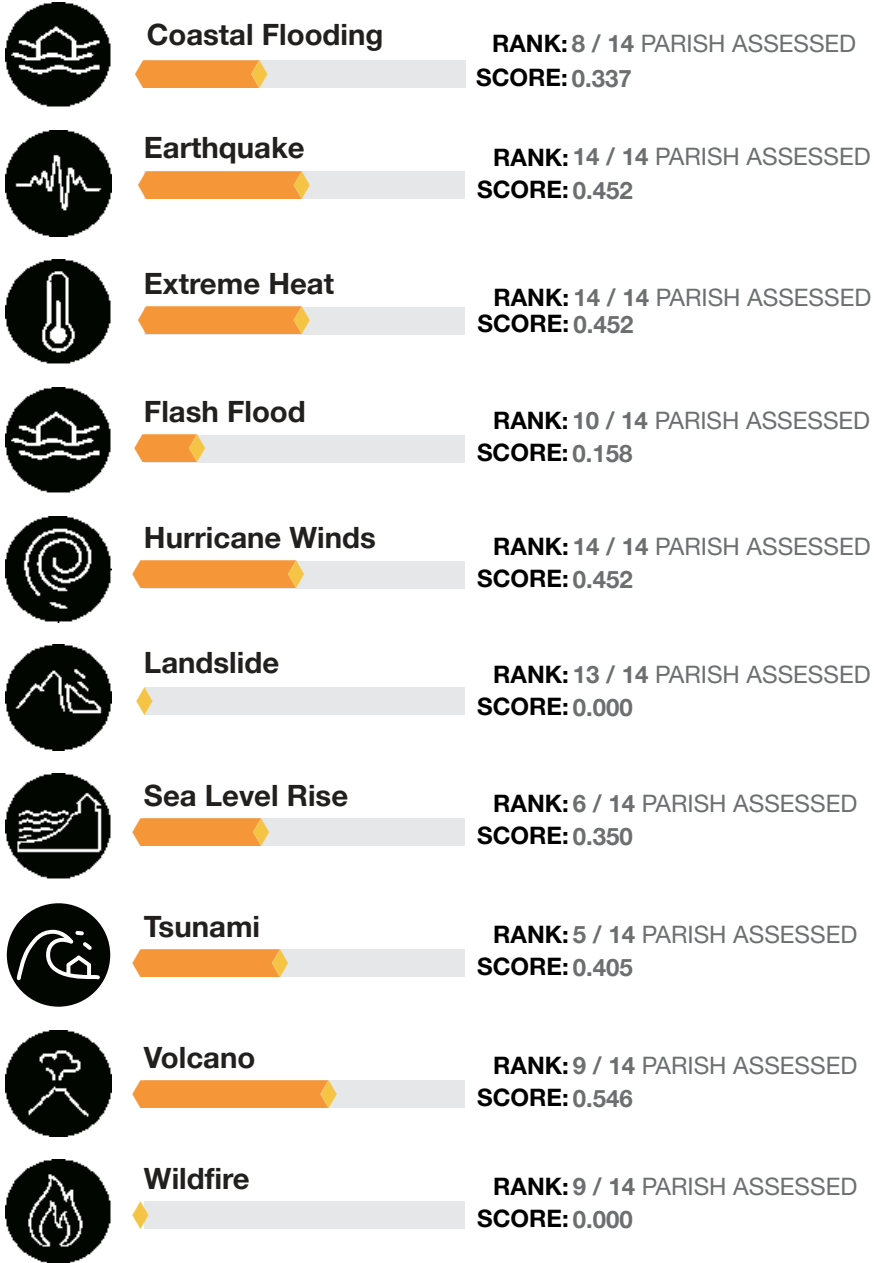 Coastal Flooding
RANK: 8 / 14 PARISH ASSESSED
SCORE: 0.337
Earthquake
RANK: 14 / 14 PARISH ASSESSED
SCORE: 0.452
Extreme Heat
RANK: 14 / 14 PARISH ASSESSED
SCORE: 0.452
Flash Flood
RANK: 10 / 14 PARISH ASSESSED
SCORE: 0.158
Hurricane Winds
RANK: 14 / 14 PARISH ASSESSED
SCORE: 0.452
Landslide
RANK: 13 / 14 PARISH ASSESSED
SCORE: 0.000
Sea Level Rise
RANK: 6 / 14 PARISH ASSESSED
SCORE: 0.350
Tsunami
RANK: 5 / 14 PARISH ASSESSED
SCORE: 0.405
Volcano
RANK: 9 / 14 PARISH ASSESSED
SCORE: 0.546
Wildfire
RANK: 9 / 14 PARISH ASSESSED
SCORE: 0.000